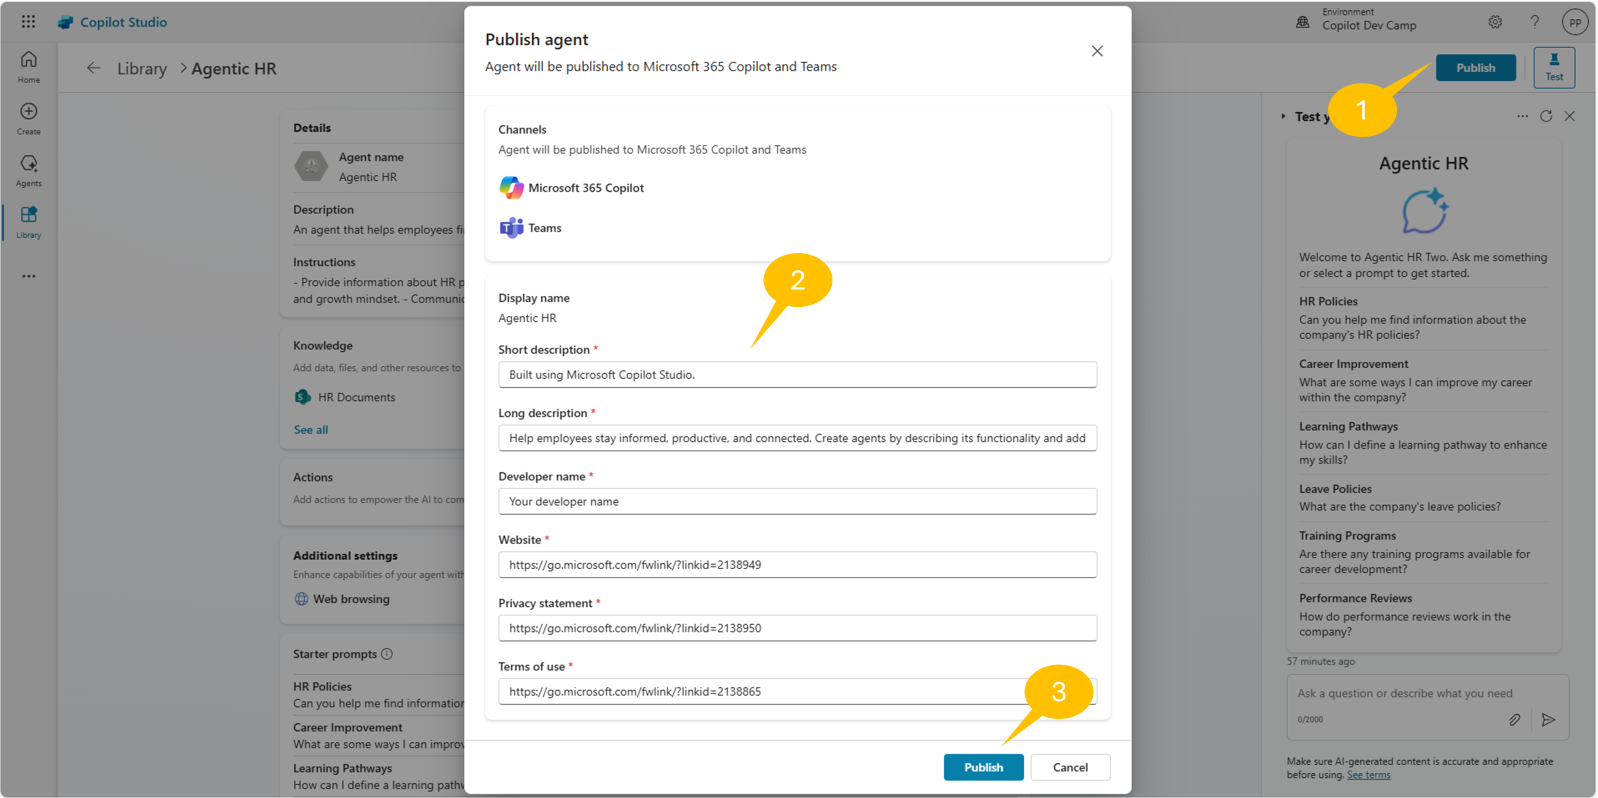 Copilot Studio
Environment
Copilot Dev Camp
?
PP
Home
Create
Agents
Library
Library > Agentic HR
Publish
Test
1
Details
Agent name
Agentic HR
Description
An agent that helps employees
Instructions
- Provide information about HR
and growth mindset. -
Knowledge
Add data, files, and other resources to
HR Documents
See all
Actions
Add actions to empower the AI to
Additional settings
Enhance capabilities of your agent
Web browsing
Starter prompts
HR Policies
Can you help me find
Career Improvement
What are some ways I can
Learning Pathways
How can I define a learning
Publish agent
Agent will be published to Microsoft 365 Copilot and Teams
Channels
Agent will be published to Microsoft 365 Copilot and Teams
Microsoft 365 Copilot
Teams
2
Display name
Agentic HR
Short description *
Built using Microsoft Copilot Studio.
Long description *
Help employees stay informed, productive, and connected. Create agents by describing its functionality and add
Developer name *
Your developer name
Website *
https://go.microsoft.com/fwlink/?linkid=2138949
Privacy statement *
https://go.microsoft.com/fwlink/?linkid=2138950
Terms of use *
https://go.microsoft.com/fwlink/?linkid=2138865
3
Publish
Cancel
Test
Agentic HR
Welcome to Agentic HR Two. Ask me something
or select a prompt to get started.
HR Policies
Can you help me find information about the
company's HR policies?
Career Improvement
What are some ways I can improve my career
within the company?
Learning Pathways
How can I define a learning pathway to enhance
my skills?
Leave Policies
What are the company's leave policies?
Training Programs
Are there any training programs available for
career development?
Performance Reviews
How do performance reviews work in the
company?
57 minutes ago
Ask a question or describe what you need
0/2000
Make sure AI-generated content is accurate and appropriate
before using. See terms